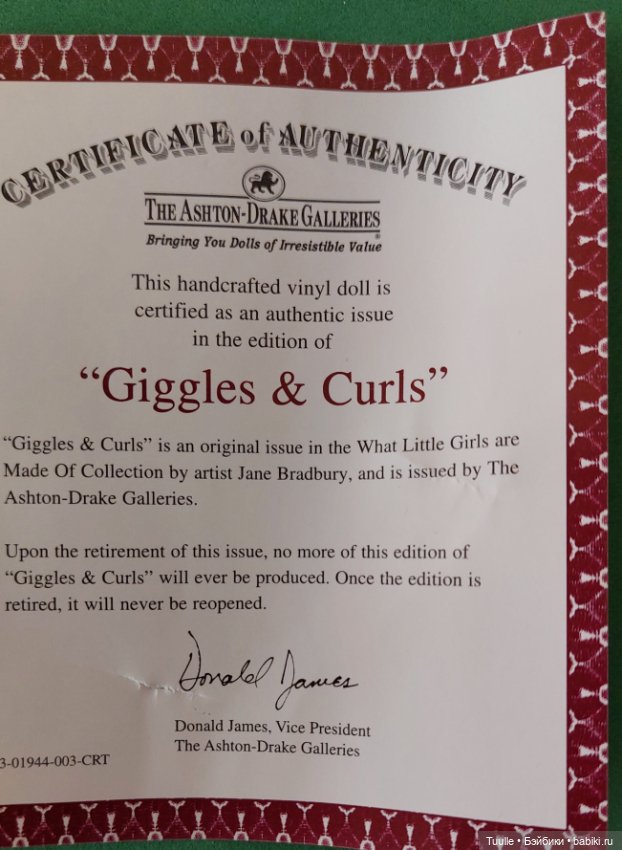 CERTIFICATE of AUTHENTICITY
THE ASHTON-DRAKE GALLERIES
Bringing You Dolls of Irresistible Value®
This handcrafted vinyl doll is
certified as an authentic issue
in the edition of
“Giggles & Curls”
“Giggles & Curls” is an original issue in the What Little Girls are
Made Of Collection by artist Jane Bradbury, and is issued by The
Ashton-Drake Galleries.
Upon the retirement of this issue, no more of this edition of
“Giggles & Curls” will ever be produced. Once the edition is
retired, it will never be reopened.
Donald James
Donald James, Vice President
The Ashton-Drake Galleries
3-01944-003-CRT
Tuulle • Бэйбики • babiki.ru